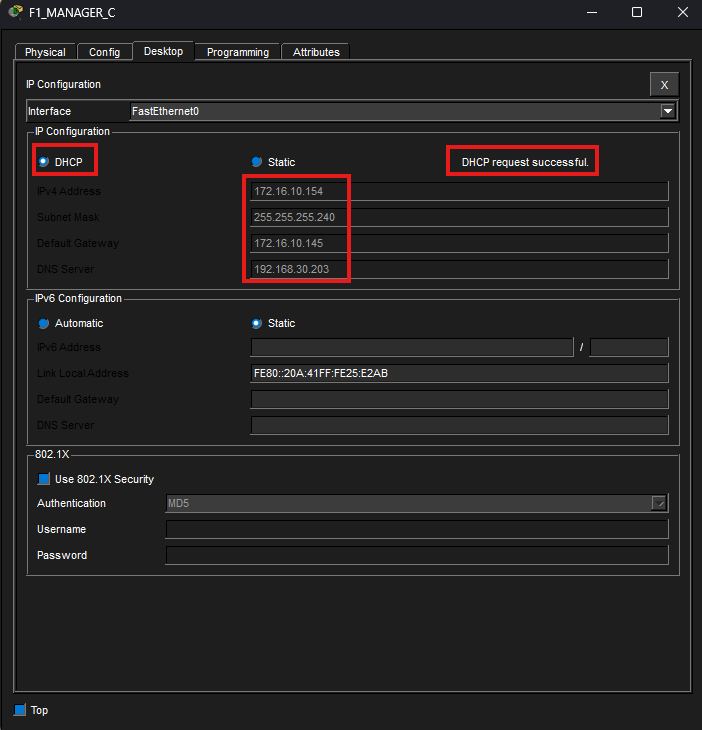 F1_MANAGER_C
Physical Config Desktop Programming Attributes
IP Configuration X
Interface FastEthernet0
IP Configuration
DHCP Static DHCP request successful.
IPv4 Address 172.16.10.154
Subnet Mask 255.255.255.240
Default Gateway 172.16.10.145
DNS Server 192.168.30.203
IPv6 Configuration
Automatic Static
IPv6 Address /
Link Local Address FE80::20A:41FF:FE25:E2AB
Default Gateway
DNS Server
802.1X
Use 802.1X Security
Authentication MD5
Username
Password
Top